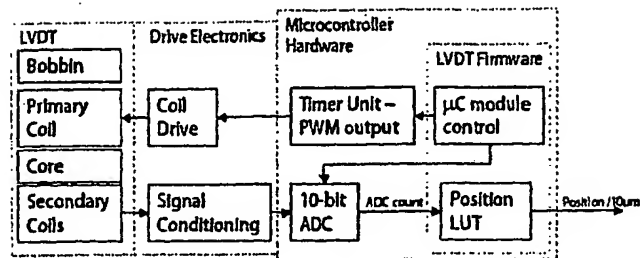 LVDT
Drive Electronics
Microcontroller
Hardware
LVDT Firmware
Bobbin
Primary
Coil
Coil
Drive
Timer Unit –
PWM output
µC module
control
Core
Secondary
Coils
Signal
Conditioning
10-bit
ADC
ADC count
Position
LUT
Position /10um